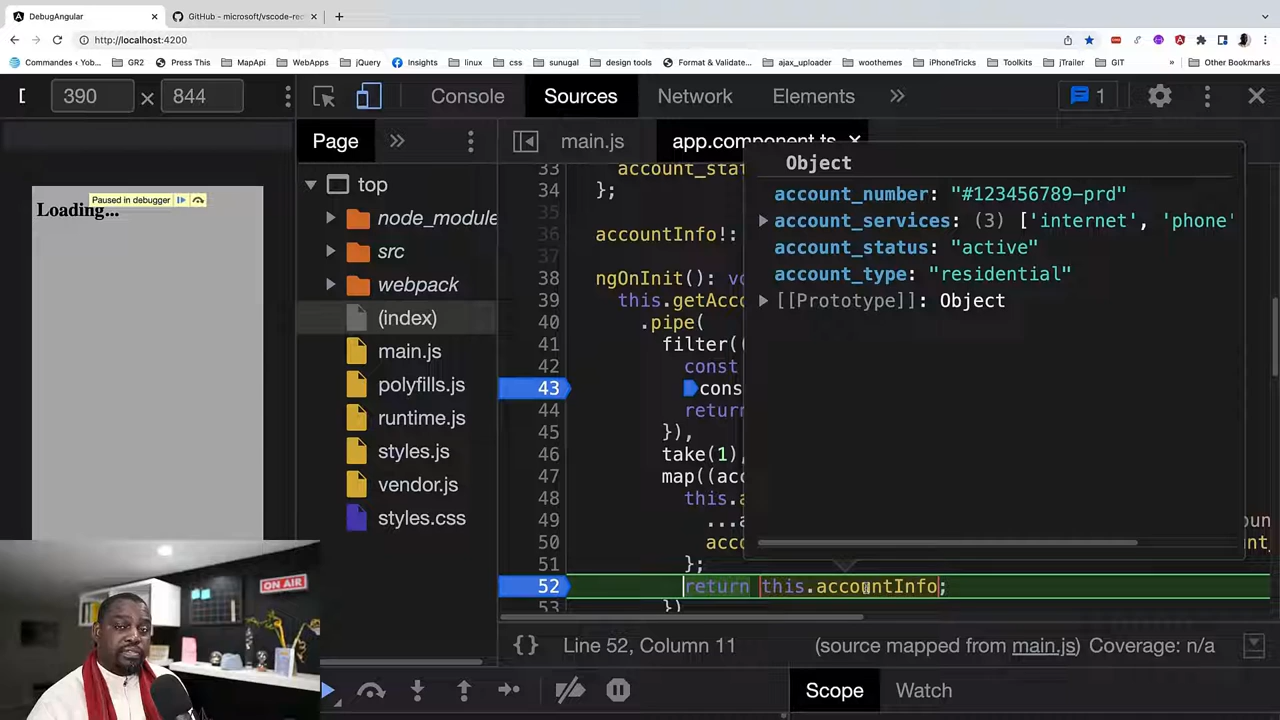 DebugAngular
GitHub - microsoft/vscode-rec
http://localhost:4200
Commandes « Yob... GR2 Press This MapApi WebApps jQuery Insights linux css sunugal design tools Format & Validate... ajax_uploader woothemes iPhoneTricks Toolkits jTrailer GIT » Other Bookmarks
390 × 844 Console Sources Network Elements » 1
Page » main.js app.component.ts
Paused in debugger
Loading...
top
node_module
src
webpack
(index)
main.js
polyfills.js
runtime.js
styles.js
vendor.js
styles.css
ON AIR
33 account_stat
34 };
35
36 accountInfo!:
37
38 ngOnInit(): vo
39 this.getAcco
40 .pipe(
41 filter((
42 const
43 cons
44 return
45 }),
46 take(1),
47 map((acc
48 this.a
49 ...a
50 acco
51 };
52 return this.accountInfo;
53 })
Object
account_number: "#123456789-prd"
account_services: (3) ['internet', 'phone'
account_status: "active"
account_type: "residential"
[[Prototype]]: Object
{} Line 52, Column 11 (source mapped from main.js) Coverage: n/a
Scope Watch